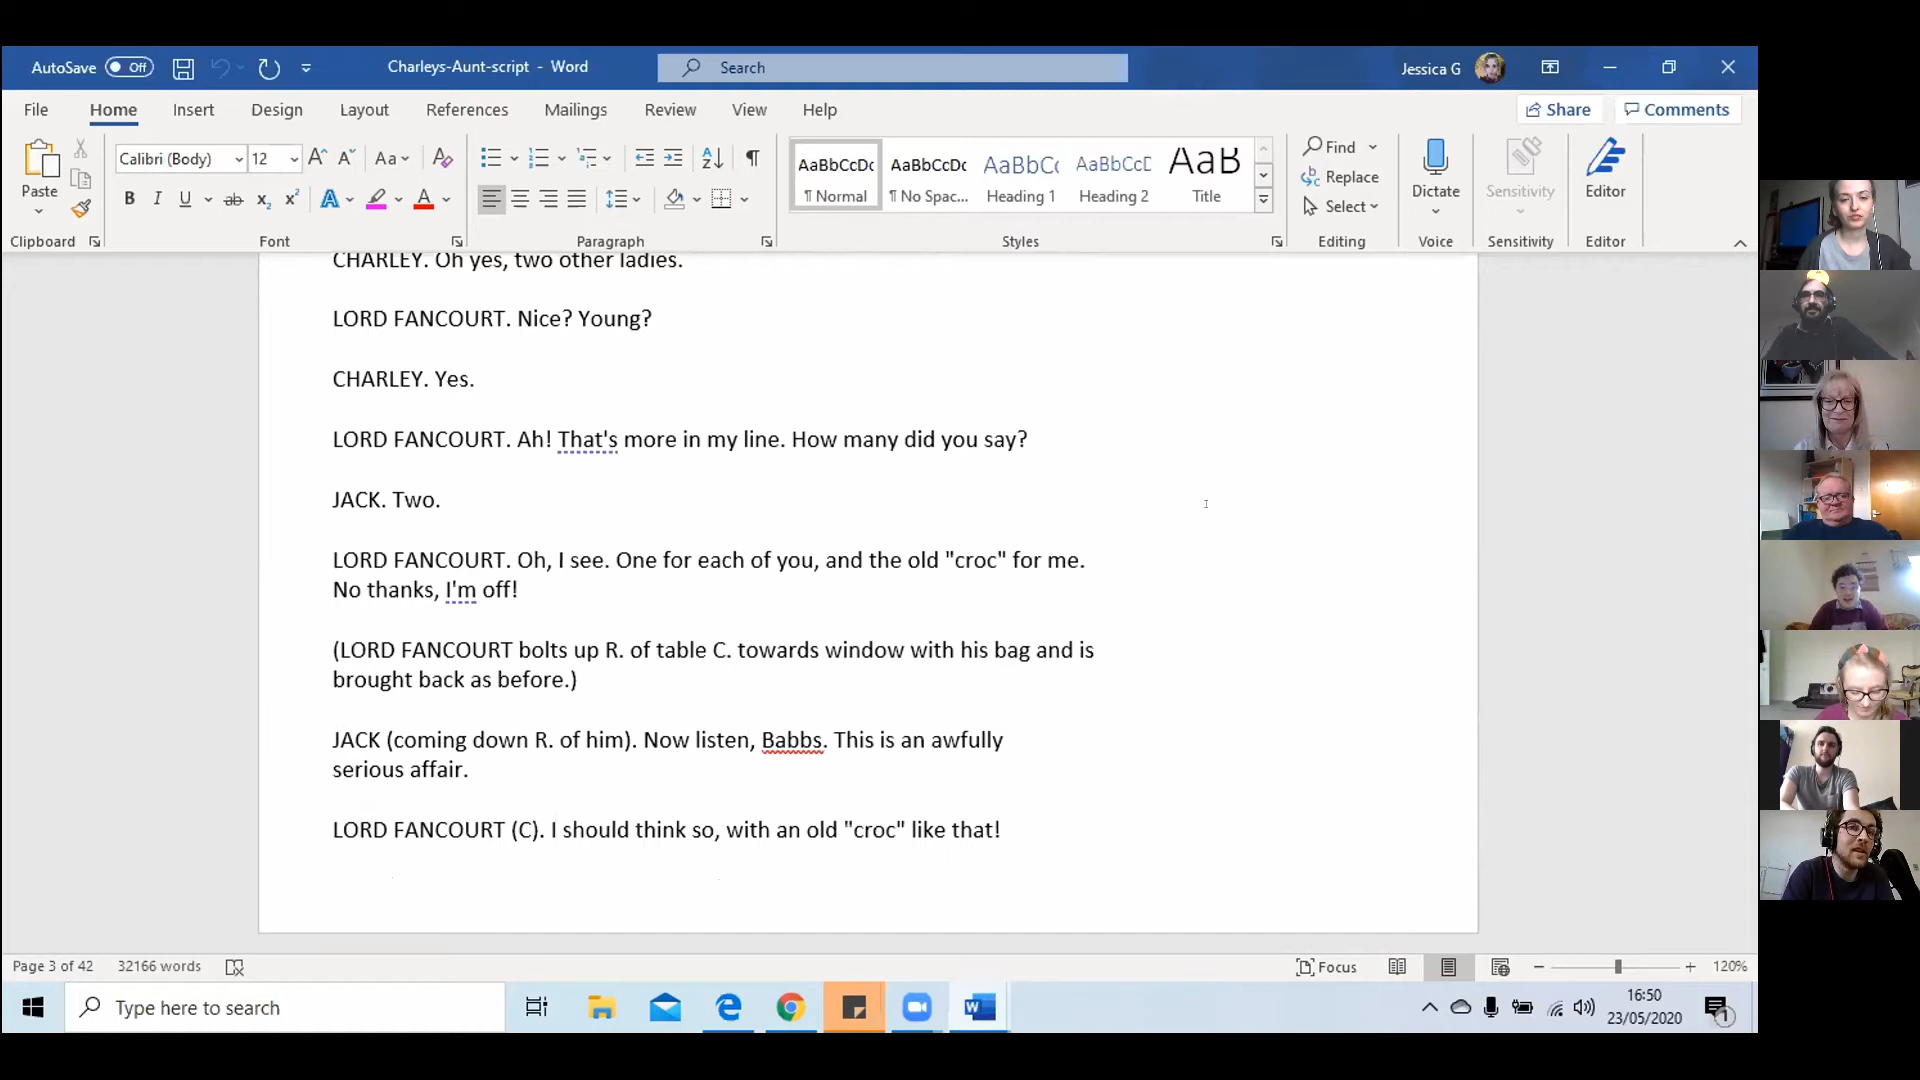 AutoSave Off Charleys-Aunt-script - Word Search Jessica G
File Home Insert Design Layout References Mailings Review View Help Share Comments
Paste Calibri (Body) 12 Aa AaBbCcDc AaBbCcDc AaBbCc AaBbCcD AaB Find Dictate Sensitivity Editor
¶ Normal ¶ No Spac... Heading 1 Heading 2 Title Replace
B I U ab x₂ x² A A Select
Clipboard Font Paragraph Styles Editing Voice Sensitivity Editor
CHARLEY. Oh yes, two other ladies.
LORD FANCOURT. Nice? Young?
CHARLEY. Yes.
LORD FANCOURT. Ah! That's more in my line. How many did you say?
JACK. Two.
LORD FANCOURT. Oh, I see. One for each of you, and the old "croc" for me.
No thanks, I'm off!
(LORD FANCOURT bolts up R. of table C. towards window with his bag and is
brought back as before.)
JACK (coming down R. of him). Now listen, Babbs. This is an awfully
serious affair.
LORD FANCOURT (C). I should think so, with an old "croc" like that!
Page 3 of 42 32166 words Focus 120%
Type here to search 16:50
23/05/2020 1